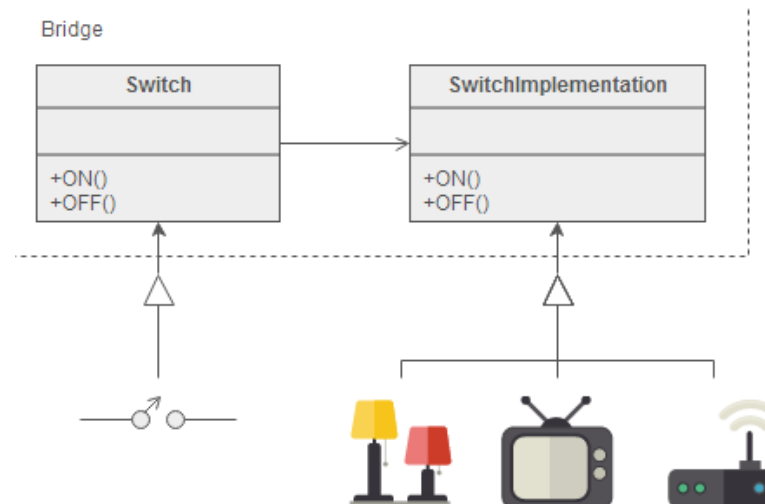 Bridge
Switch
SwitchImplementation
+ON()
+OFF()
+ON()
+OFF()